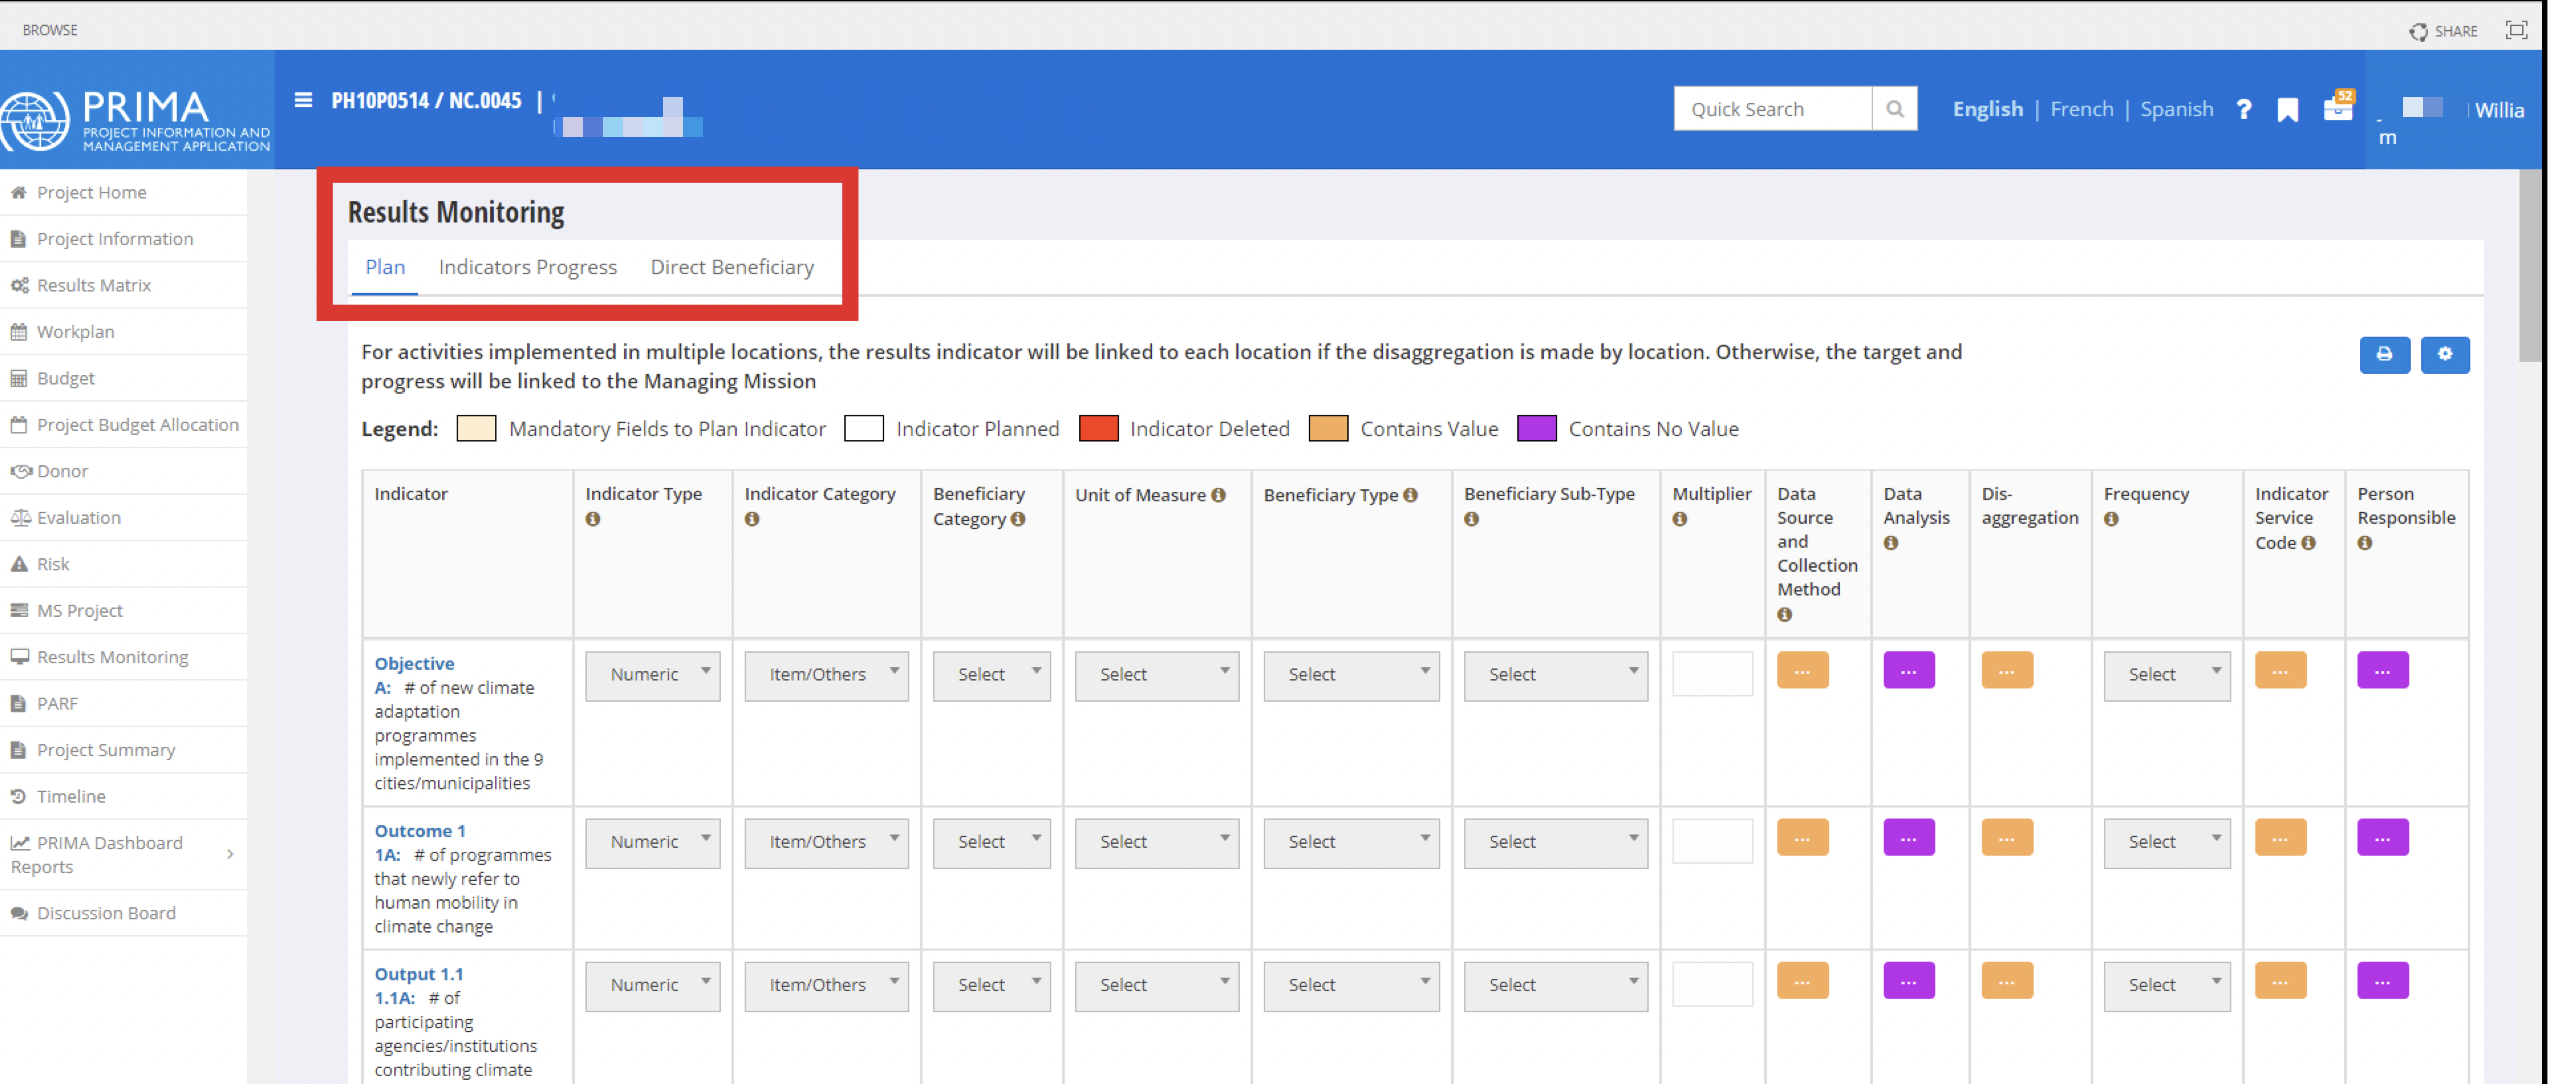 BROWSE
SHARE
PRIMA
PROJECT INFORMATION AND
MANAGEMENT APPLICATION
PH10P0514 / NC.0045 |
Quick Search
English | French | Spanish ?
52
Willia
m
Project Home
Project Information
Results Matrix
Workplan
Budget
Project Budget Allocation
Donor
Evaluation
Risk
MS Project
Results Monitoring
PARF
Project Summary
Timeline
PRIMA Dashboard
Reports
Discussion Board
Results Monitoring
Plan Indicators Progress Direct Beneficiary
For activities implemented in multiple locations, the results indicator will be linked to each location if the disaggregation is made by location. Otherwise, the target and
progress will be linked to the Managing Mission
Legend: Mandatory Fields to Plan Indicator Indicator Planned Indicator Deleted Contains Value Contains No Value
Indicator
Indicator Type
Indicator Category
Beneficiary
Category
Unit of Measure
Beneficiary Type
Beneficiary Sub-Type
Multiplier
Data
Source
and
Collection
Method
Data
Analysis
Dis-
aggregation
Frequency
Indicator
Service
Code
Person
Responsible
Objective
A: # of new climate
adaptation
programmes
implemented in the 9
cities/municipalities
Numeric Item/Others Select Select Select Select ... ... ... Select ... ...
Outcome 1
1A: # of programmes
that newly refer to
human mobility in
climate change
Numeric Item/Others Select Select Select Select ... ... ... Select ... ...
Output 1.1
1.1A: # of
participating
agencies/institutions
contributing climate
Numeric Item/Others Select Select Select Select ... ... ... Select ... ...